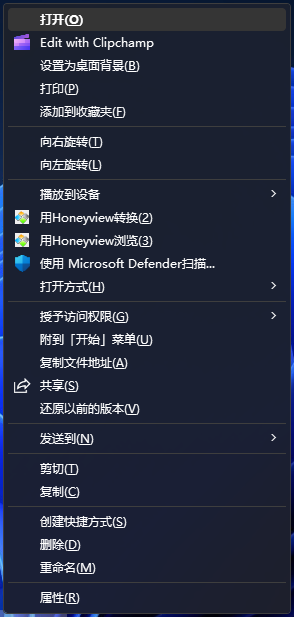 打开(O)
Edit with Clipchamp
设置为桌面背景(B)
打印(P)
添加到收藏夹(F)
向右旋转(T)
向左旋转(L)
播放到设备
用Honeyview转换(2)
用Honeyview浏览(3)
使用 Microsoft Defender扫描...
打开方式(H)
授予访问权限(G)
附到「开始」菜单(U)
复制文件地址(A)
共享(S)
还原以前的版本(V)
发送到(N)
剪切(T)
复制(C)
创建快捷方式(S)
删除(D)
重命名(M)
属性(R)